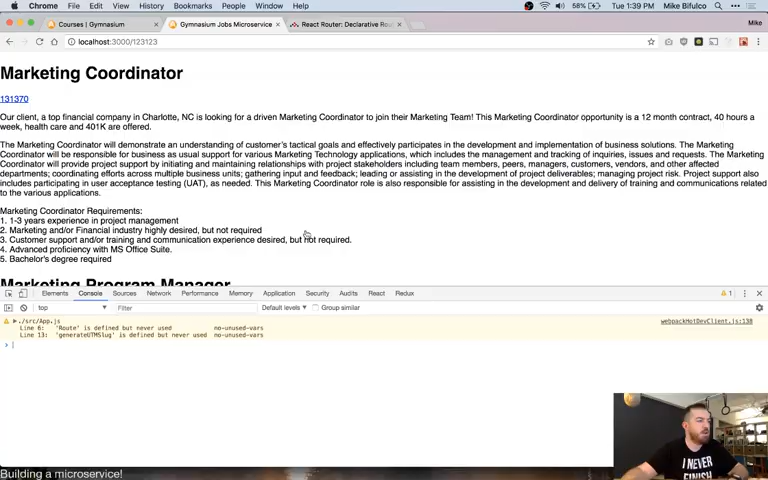 Chrome File Edit View History Bookmarks People Window Help 58% Tue 1:39 PM Mike Bifulco
Courses | Gymnasium Gymnasium Jobs Microservice React Router: Declarative Rou Mike
localhost:3000/123123
Marketing Coordinator
131370
Our client, a top financial company in Charlotte, NC is looking for a driven Marketing Coordinator to join their Marketing Team! This Marketing Coordinator opportunity is a 12 month contract, 40 hours a
week, health care and 401K are offered.
The Marketing Coordinator will demonstrate an understanding of customer's tactical goals and effectively participates in the development and implementation of business solutions. The Marketing
Coordinator will be responsible for business as usual support for various Marketing Technology applications, which includes the management and tracking of inquiries, issues and requests. The Marketing
Coordinator will provide project support by initiating and maintaining relationships with project stakeholders including team members, peers, managers, customers, vendors, and other affected
departments; coordinating efforts across multiple business units; gathering input and feedback; leading or assisting in the development of project deliverables; managing project risk. Project support also
includes participating in user acceptance testing (UAT), as needed. This Marketing Coordinator role is also responsible for assisting in the development and delivery of training and communications related
to the various applications.
Marketing Coordinator Requirements:
1. 1-3 years experience in project management
2. Marketing and/or Financial industry highly desired, but not required
3. Customer support and/or training and communication experience desired, but not required.
4. Advanced proficiency with MS Office Suite.
5. Bachelor's degree required
Marketing Program Manager
Elements Console Sources Network Performance Memory Application Security Audits React Redux 1
top Filter Default levels Group similar
./src/App.js webpackHotDevClient.js:138
Line 6: 'Route' is defined but never used no-unused-vars
Line 13: 'generateUTMSlug' is defined but never used no-unused-vars
I NEVER
FINISH
Building a microservice!